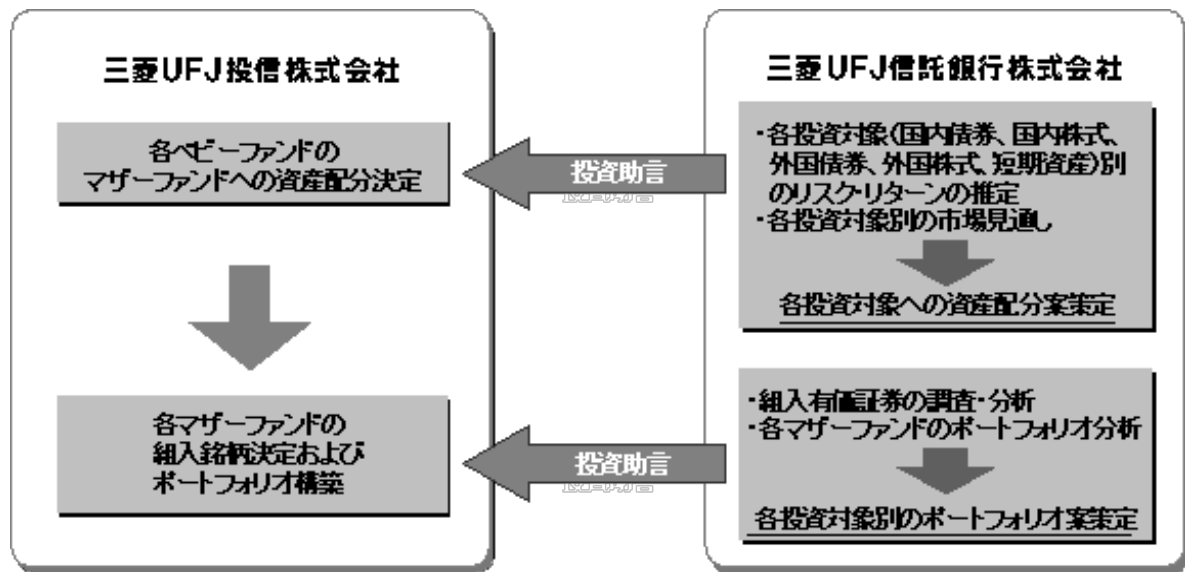 三菱UFJ投信株式会社
各ベビーファンドの
マザーファンドへの資産配分決定
各マザーファンドの
組入銘柄決定および
ポートフォリオ構築
投資助言
投資助言
三菱UFJ信託銀行株式会社
・各投資対象(国内債券、国内株式、
外国債券、外国株式、短期資産)別
のリスク・リターンの推定
・各投資対象別の市場見通し
各投資対象への資産配分案策定
・組入有価証券の調査・分析
・各マザーファンドのポートフォリオ分析
各投資対象別のポートフォリオ案策定